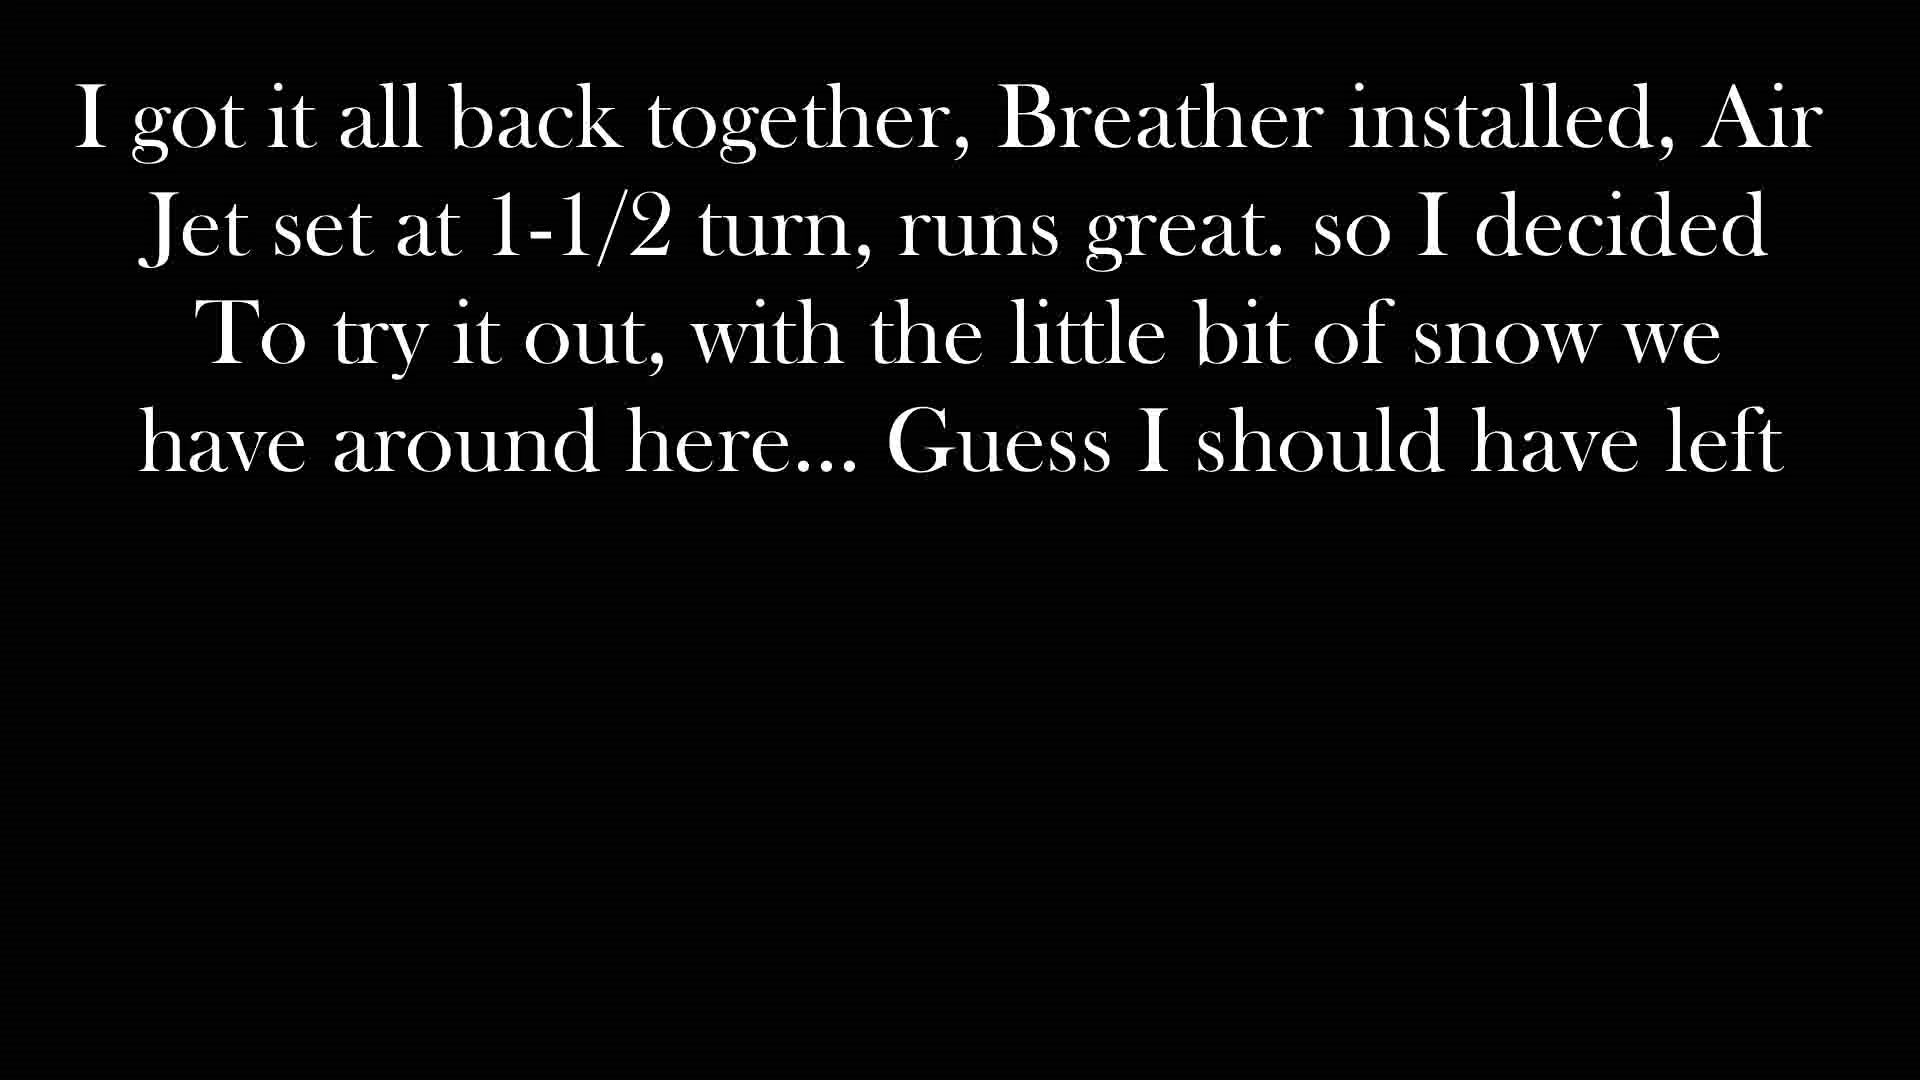 I got it all back together, Breather installed, Air
Jet set at 1-1/2 turn, runs great. so I decided
To try it out, with the little bit of snow we
have around here... Guess I should have left